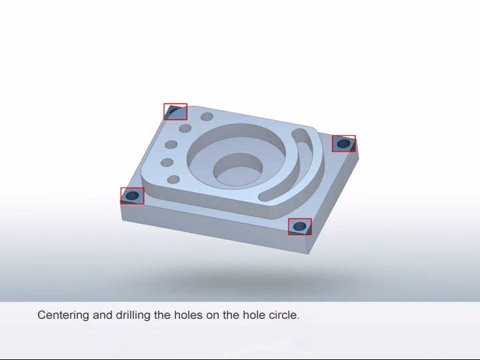 Centering and drilling the holes on the hole circle.